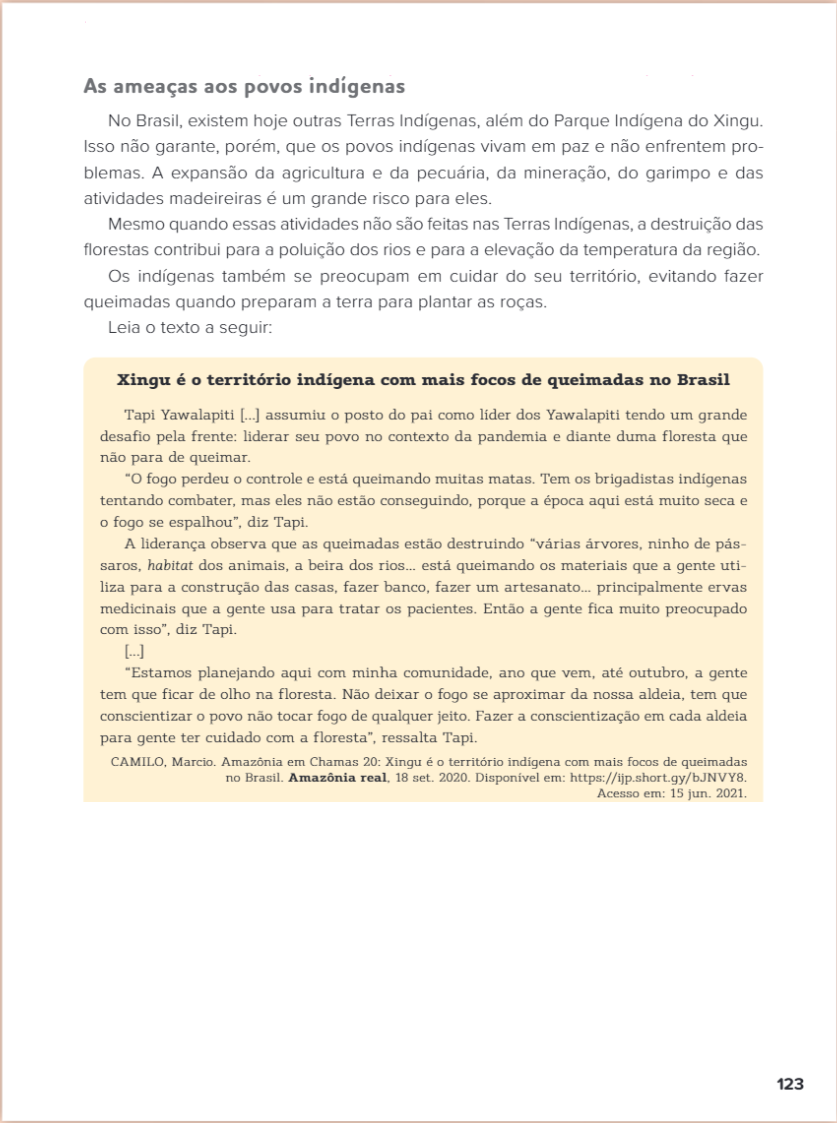 As ameaças aos povos indígenas
No Brasil, existem hoje outras Terras Indígenas, além do Parque Indígena do Xingu.
Isso não garante, porém, que os povos indígenas vivam em paz e não enfrentem pro-
blemas. A expansão da agricultura e da pecuária, da mineração, do garimpo e das
atividades madeireiras é um grande risco para eles.
Mesmo quando essas atividades não são feitas nas Terras Indígenas, a destruição das
florestas contribui para a poluição dos rios e para a elevação da temperatura da região.
Os indígenas também se preocupam em cuidar do seu território, evitando fazer
queimadas quando preparam a terra para plantar as roças.
Leia o texto a seguir:
Xingu é o território indígena com mais focos de queimadas no Brasil
Tapi Yawalapiti [...] assumiu o posto do pai como líder dos Yawalapiti tendo um grande
desafio pela frente: liderar seu povo no contexto da pandemia e diante duma floresta que
não para de queimar.
“O fogo perdeu o controle e está queimando muitas matas. Tem os brigadistas indígenas
tentando combater, mas eles não estão conseguindo, porque a época aqui está muito seca e
o fogo se espalhou”, diz Tapi.
A liderança observa que as queimadas estão destruindo “várias árvores, ninho de pás-
saros, habitat dos animais, a beira dos rios... está queimando os materiais que a gente uti-
liza para a construção das casas, fazer banco, fazer um artesanato... principalmente ervas
medicinais que a gente usa para tratar os pacientes. Então a gente fica muito preocupado
com isso”, diz Tapi.
[...]
“Estamos planejando aqui com minha comunidade, ano que vem, até outubro, a gente
tem que ficar de olho na floresta. Não deixar o fogo se aproximar da nossa aldeia, tem que
conscientizar o povo não tocar fogo de qualquer jeito. Fazer a conscientização em cada aldeia
para gente ter cuidado com a floresta”, ressalta Tapi.
CAMILO, Marcio. Amazônia em Chamas 20: Xingu é o território indígena com mais focos de queimadas
no Brasil. Amazônia real, 18 set. 2020. Disponível em: https://ijp.short.gy/bJNVY8.
Acesso em: 15 jun. 2021.
123